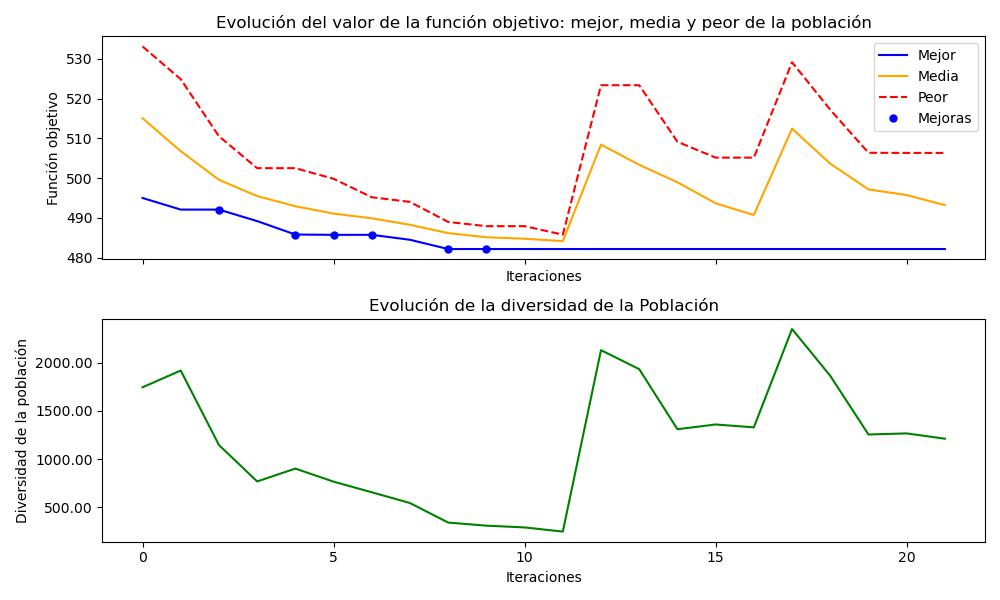 Evolución del valor de la función objetivo: mejor, media y peor de la población
Función objetivo
530
520
510
500
490
480
Mejor
Media
Peor
Mejoras
Iteraciones
Evolución de la diversidad de la Población
Diversidad de la población
2000.00
1500.00
1000.00
500.00
0 5 10 15 20
Iteraciones